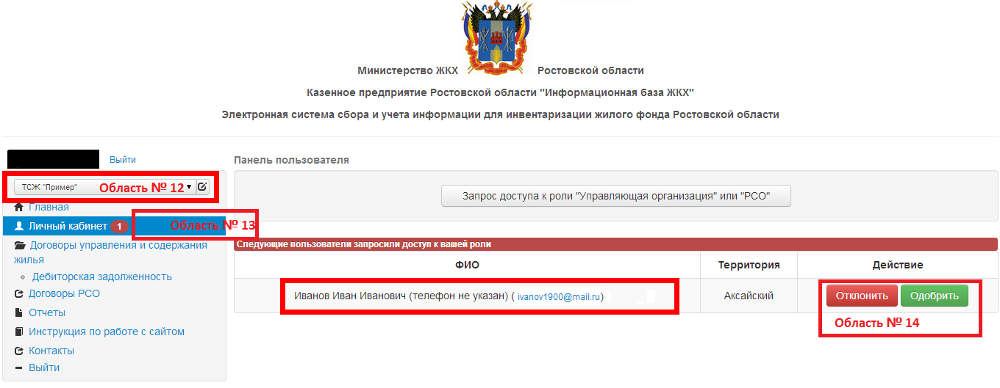 Министерство ЖКХ Ростовской области
Казенное предприятие Ростовской области "Информационная база ЖКХ"
Электронная система сбора и учета информации для инвентаризации жилого фонда Ростовской области
Выйти
ТСЖ "Пример" Область № 12
Главная
Личный кабинет 1 Область № 13
Договоры управления и содержания
жилья
Дебиторская задолженность
Договоры РСО
Отчеты
Инструкция по работе с сайтом
Контакты
Выйти
Панель пользователя
Запрос доступа к роли "Управляющая организация" или "РСО"
Следующие пользователи запросили доступ к вашей роли
ФИО Территория Действие
Иванов Иван Иванович (телефон не указан) ( ivanov1900@mail.ru) Аксайский Отклонить Одобрить
Область № 14